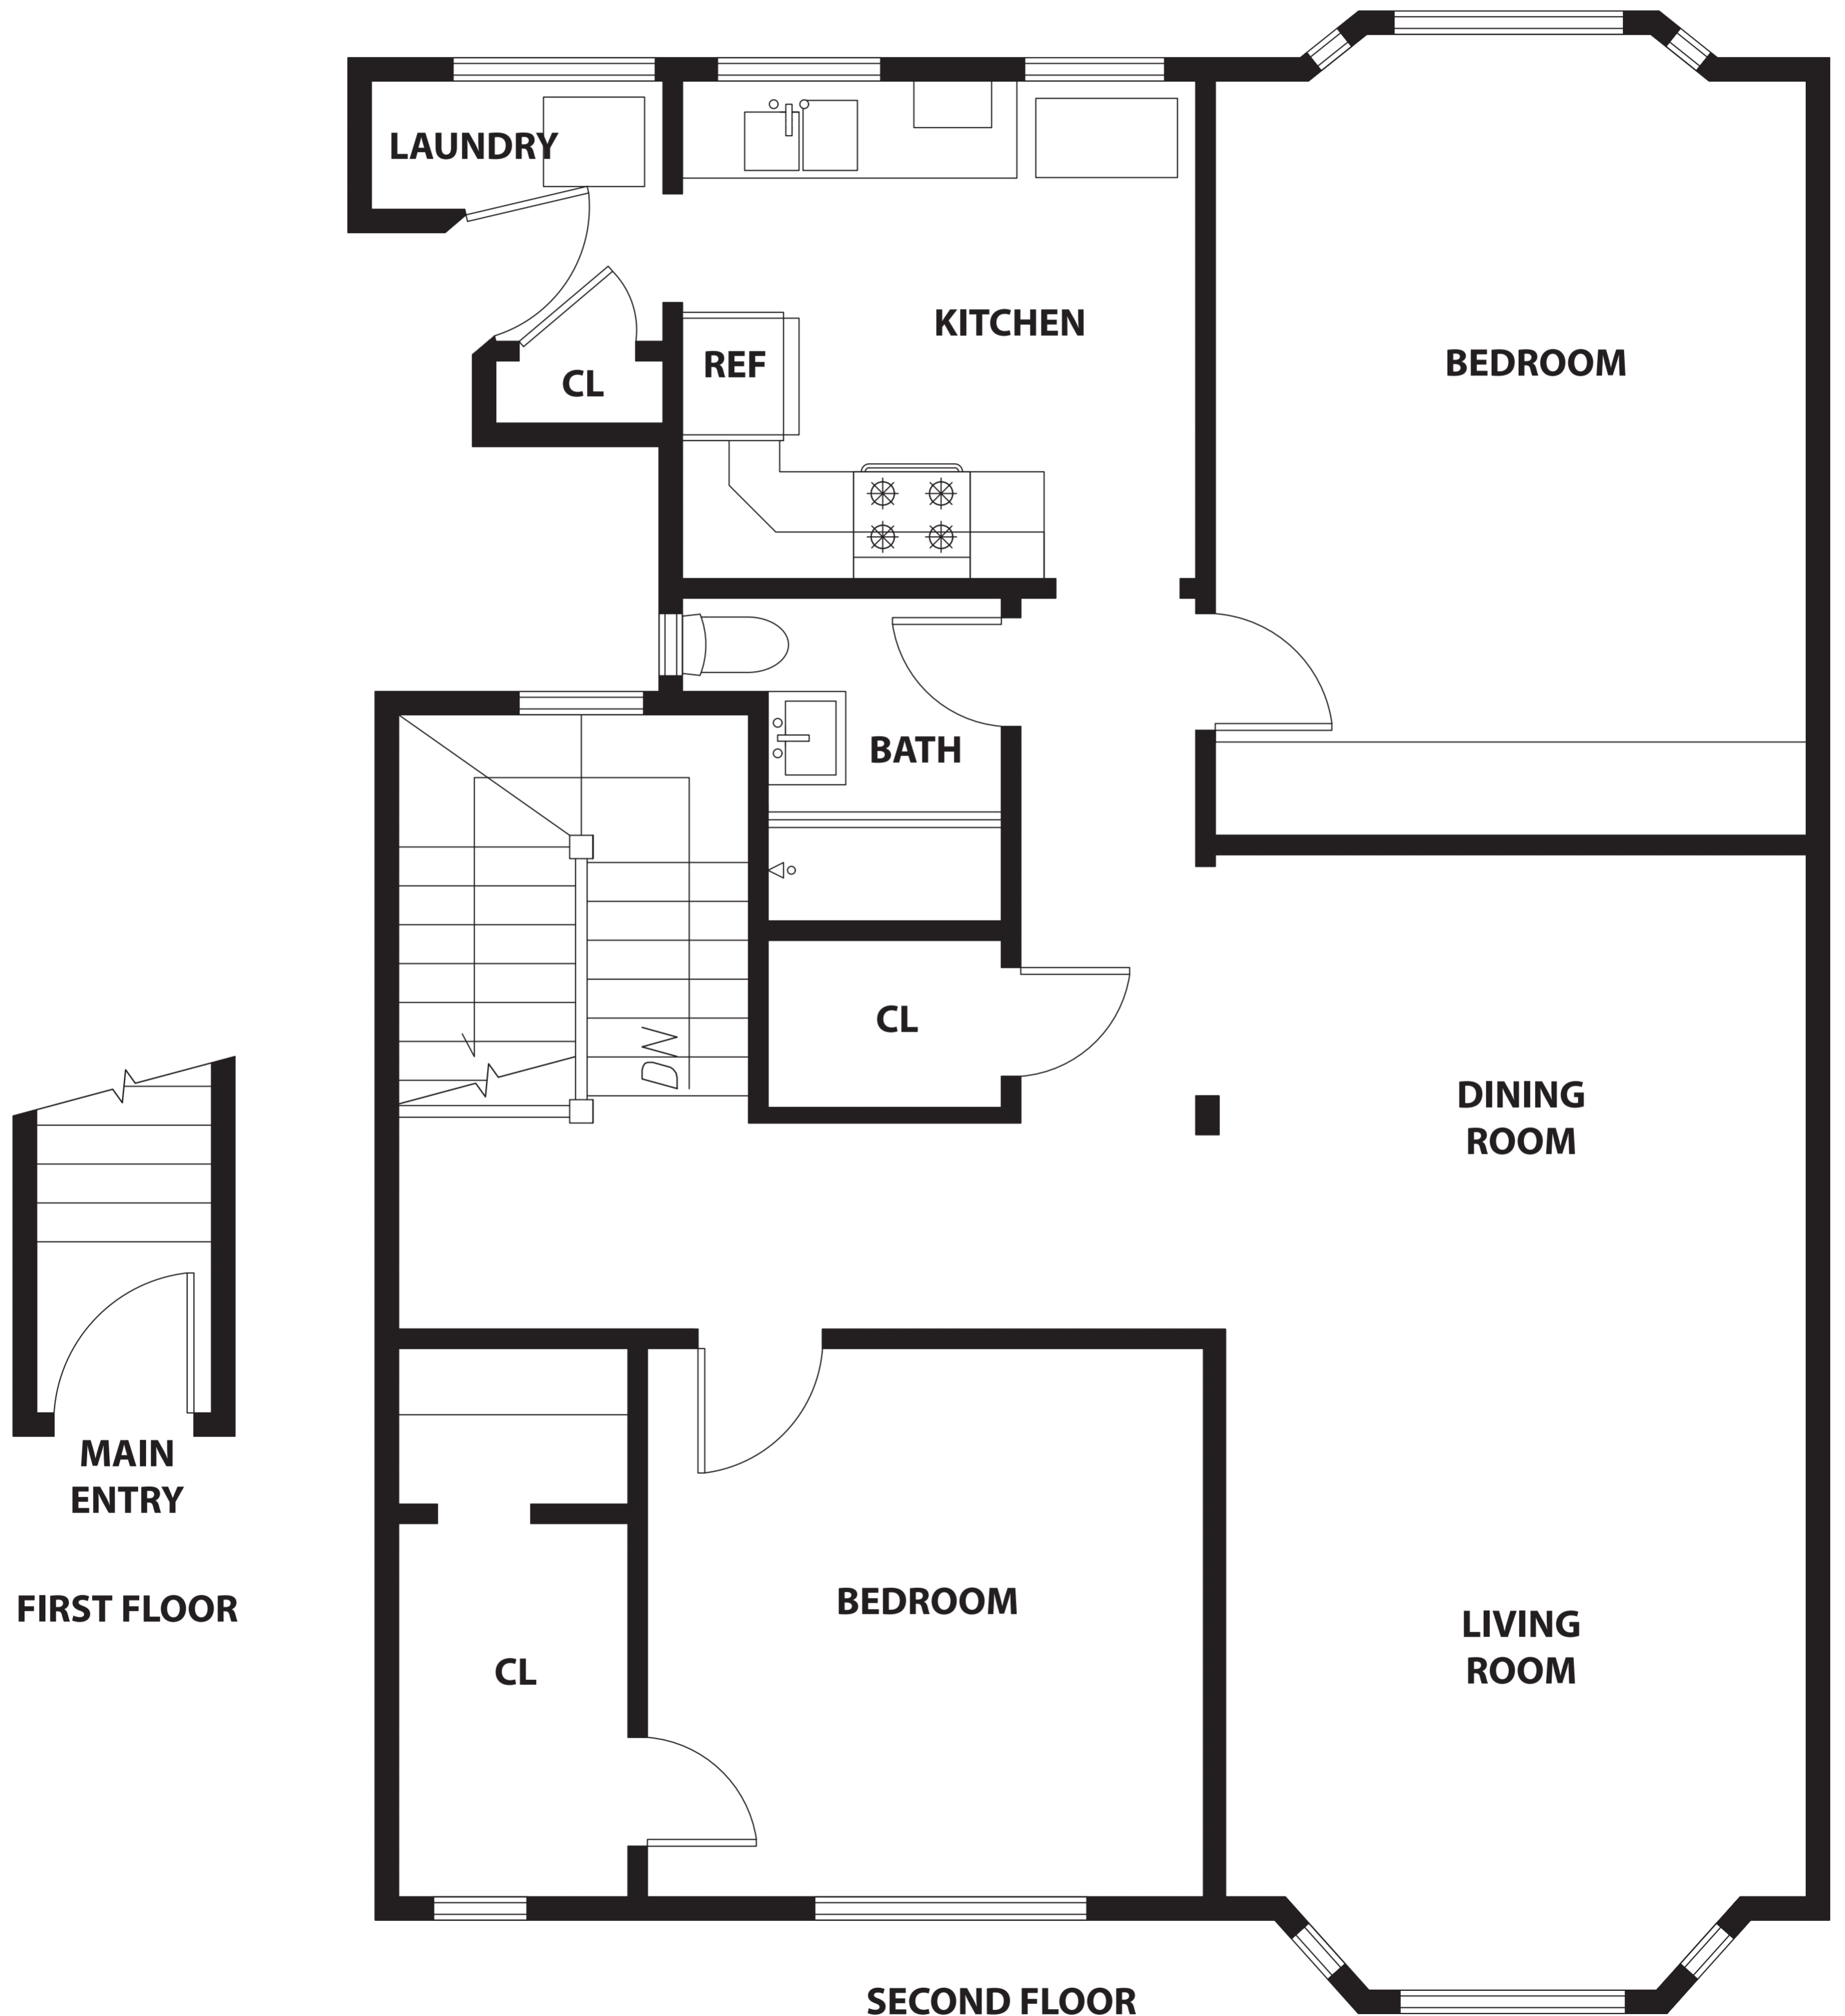 LAUNDRY
KITCHEN
BEDROOM
REF
CL
BATH
CL
DW
DINING
ROOM
MAIN
ENTRY
FIRST FLOOR
BEDROOM
CL
LIVING
ROOM
SECOND FLOOR